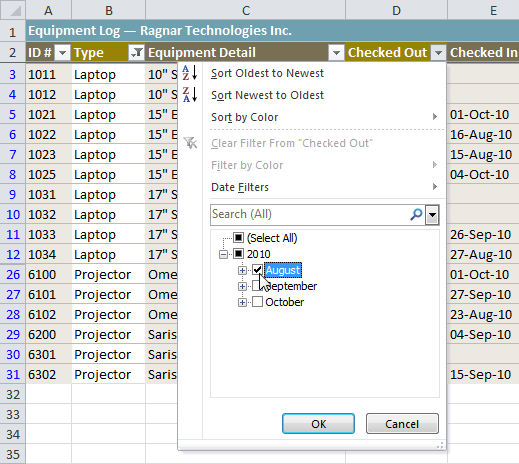 A B C D E
1 Equipment Log — Ragnar Technologies Inc.
2 ID # Type Equipment Detail Checked Out Checked In
3 1011 Laptop 10" S
4 1012 Laptop 10" S
5 1021 Laptop 15" E 01-Oct-10
6 1022 Laptop 15" E 16-Aug-10
7 1023 Laptop 15" E 15-Aug-10
8 1025 Laptop 15" E 04-Oct-10
9 1031 Laptop 17" S
10 1032 Laptop 17" S
11 1033 Laptop 17" S 26-Sep-10
12 1034 Laptop 17" S 27-Aug-10
26 6100 Projector Ome 01-Oct-10
27 6101 Projector Ome 27-Sep-10
28 6102 Projector Ome 23-Aug-10
29 6200 Projector Saris 04-Sep-10
30 6301 Projector Saris
31 6302 Projector Saris 15-Sep-10
32
33
34
35
Sort Oldest to Newest
Sort Newest to Oldest
Sort by Color
Clear Filter From "Checked Out"
Filter by Color
Date Filters
Search (All)
(Select All)
2010
August
September
October
OK Cancel